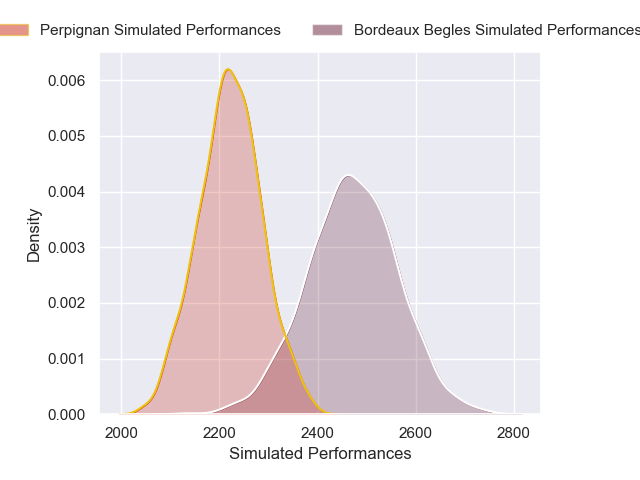 Perpignan Simulated Performances
Bordeaux Begles Simulated Performances
0.006
0.005
0.004
0.003
0.002
0.001
0.000
Density
2000 2200 2400 2600 2800
Simulated Performances